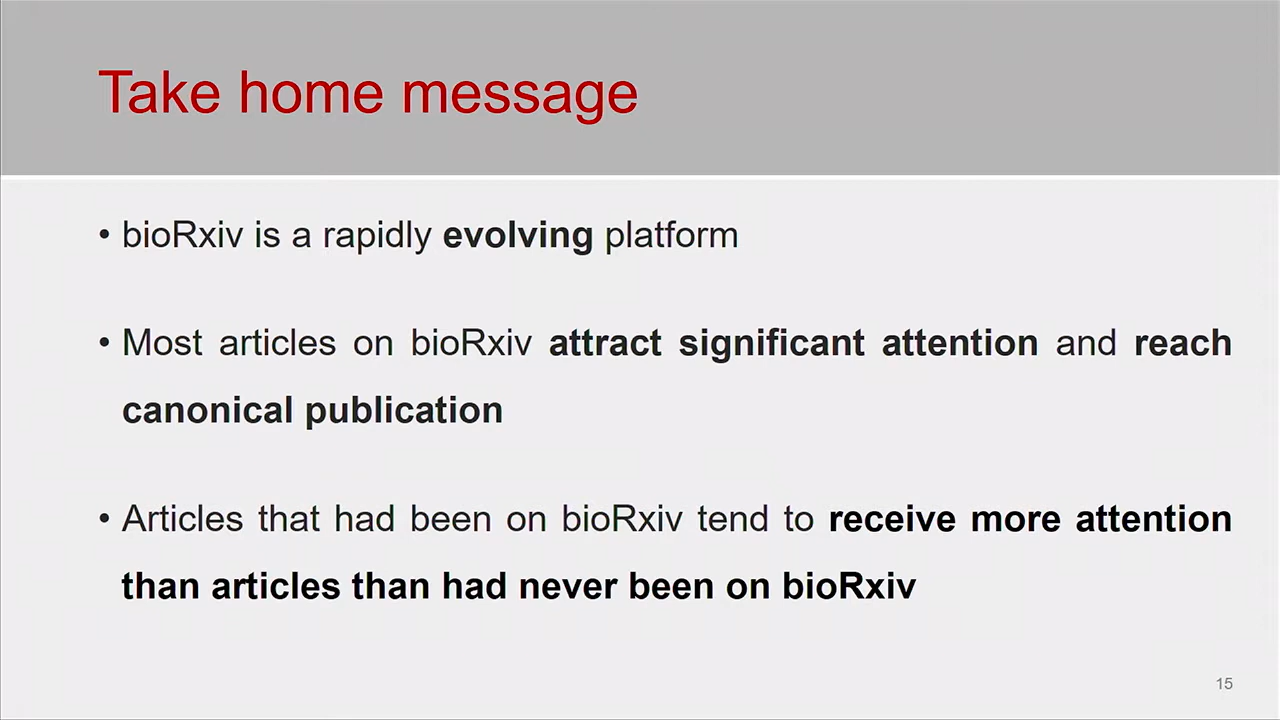 Take home message
• bioRxiv is a rapidly evolving platform
• Most articles on bioRxiv attract significant attention and reach
canonical publication
• Articles that had been on bioRxiv tend to receive more attention
than articles than had never been on bioRxiv
15